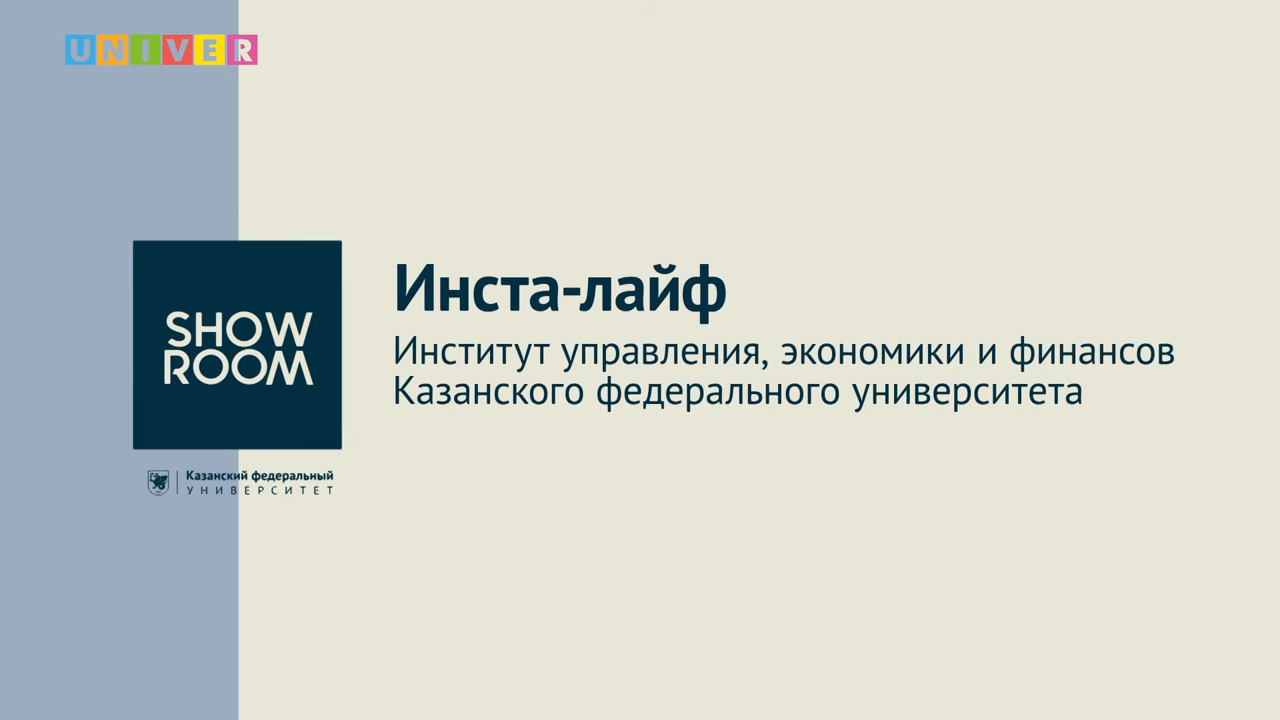 UNIVER
SHOW
ROOM
Инста-лайф
Институт управления, экономики и финансов
Казанского федерального университета
Казанский федеральный
УНИВЕРСИТЕТ